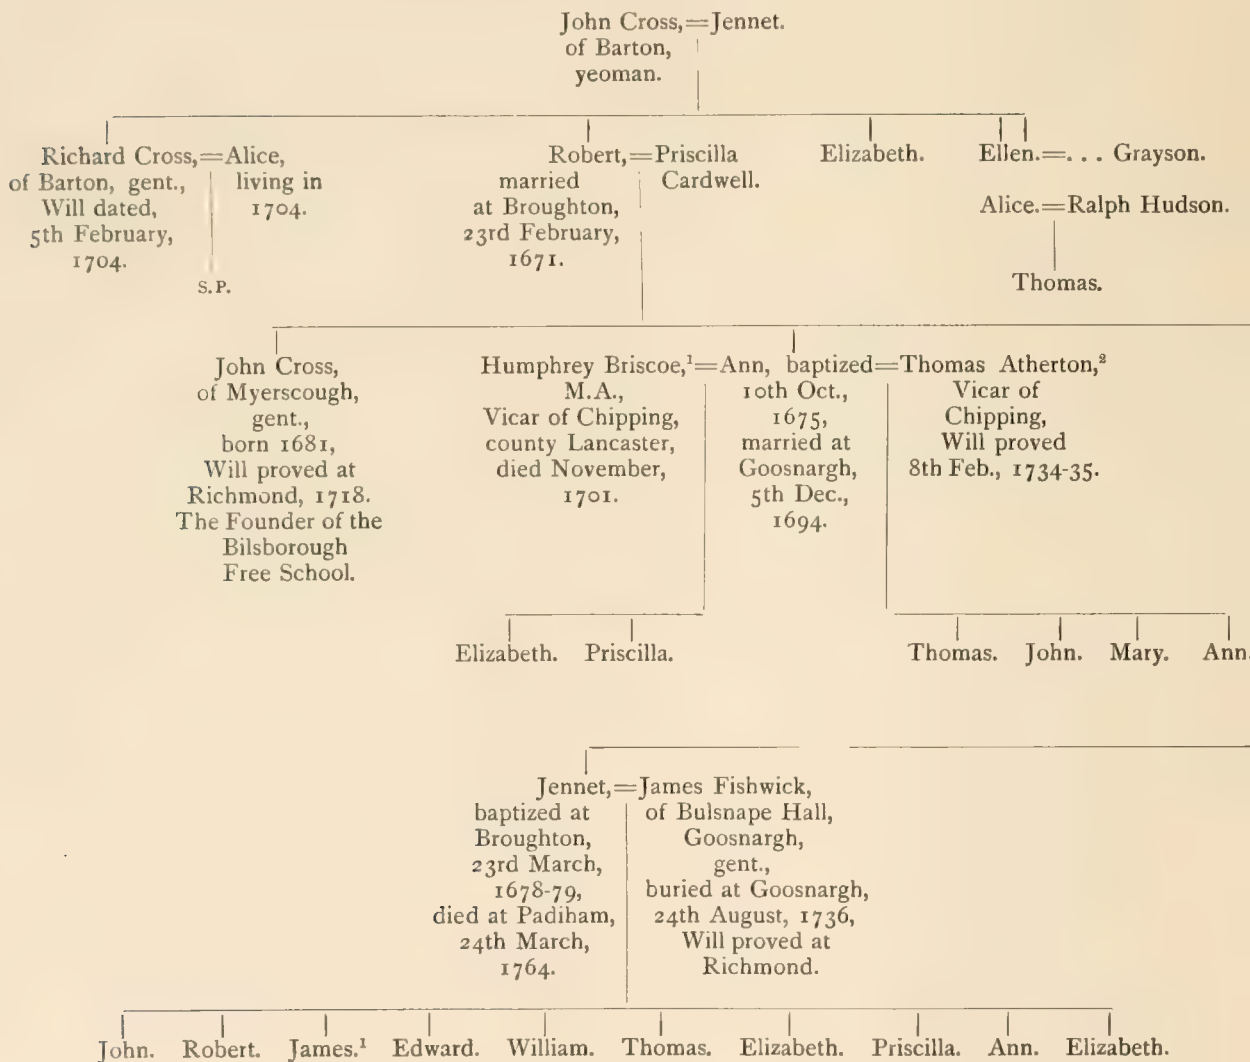 John Cross,=Jennet.
of Barton,
yeoman.
Richard Cross,=Alice,
of Barton, gent., living in
Will dated, 1704.
5th February,
1704.
S.P.
Robert,=Priscilla
married Cardwell.
at Broughton,
23rd February,
1671.
Elizabeth.
Ellen.=... Grayson.
Alice.=Ralph Hudson.
Thomas.
John Cross,
of Myerscough,
gent.,
born 1681,
Will proved at
Richmond, 1718.
The Founder of the
Bilsborough
Free School.
Humphrey Briscoe,¹=Ann, baptized=Thomas Atherton,²
M.A., 10th Oct., Vicar of
Vicar of Chipping, 1675, Chipping,
county Lancaster, married at Will proved
died November, Goosnargh, 8th Feb., 1734-35.
1701. 5th Dec.,
1694.
Elizabeth. Priscilla.
Thomas. John. Mary. Ann.
Jennet,=James Fishwick,
baptized at of Bulsnape Hall,
Broughton, Goosnargh,
23rd March, gent.,
1678-79, buried at Goosnargh,
died at Padiham, 24th August, 1736,
24th March, Will proved at
1764. Richmond.
John. Robert. James.¹ Edward. William. Thomas. Elizabeth. Priscilla. Ann. Elizabeth.